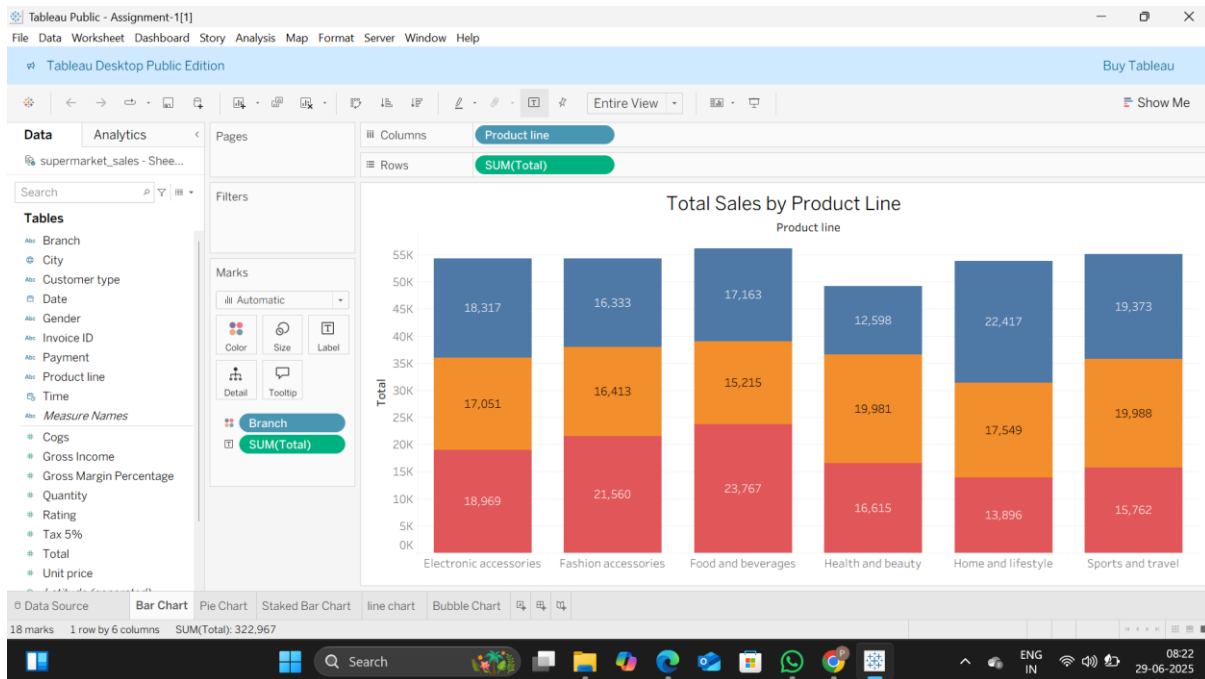 Tableau Public - Assignment-1[1]
File Data Worksheet Dashboard Story Analysis Map Format Server Window Help
Tableau Desktop Public Edition
Buy Tableau
Entire View
Show Me
Data Analytics
supermarket_sales - Shee...
Search
Tables
Abc Branch
City
Abc Customer type
Date
Abc Gender
Abc Invoice ID
Abc Payment
Abc Product line
Time
Abc Measure Names
# Cogs
# Gross Income
# Gross Margin Percentage
# Quantity
# Rating
# Tax 5%
# Total
# Unit price
Pages
Filters
Marks
Automatic
Color Size Label
Detail Tooltip
Branch
SUM(Total)
Columns Product line
Rows SUM(Total)
Total Sales by Product Line
Product line
Total
55K
50K
45K
40K
35K
30K
25K
20K
15K
10K
5K
0K
18,317 16,333 17,163 12,598 22,417 19,373
17,051 16,413 15,215 19,981 17,549 19,988
18,969 21,560 23,767 16,615 13,896 15,762
Electronic accessories Fashion accessories Food and beverages Health and beauty Home and lifestyle Sports and travel
Data Source Bar Chart Pie Chart Staked Bar Chart line chart Bubble Chart
18 marks 1 row by 6 columns SUM(Total): 322,967
Search
ENG
IN
08:22
29-06-2025